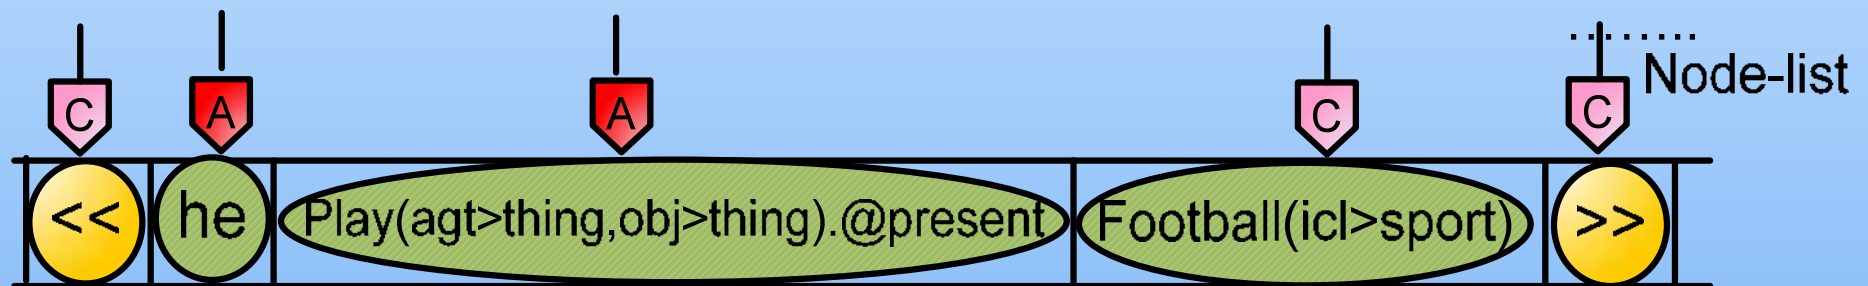 C A A C C
Node-list
<< he Play(agt>thing,obj>thing).@present Football(icl>sport) >>